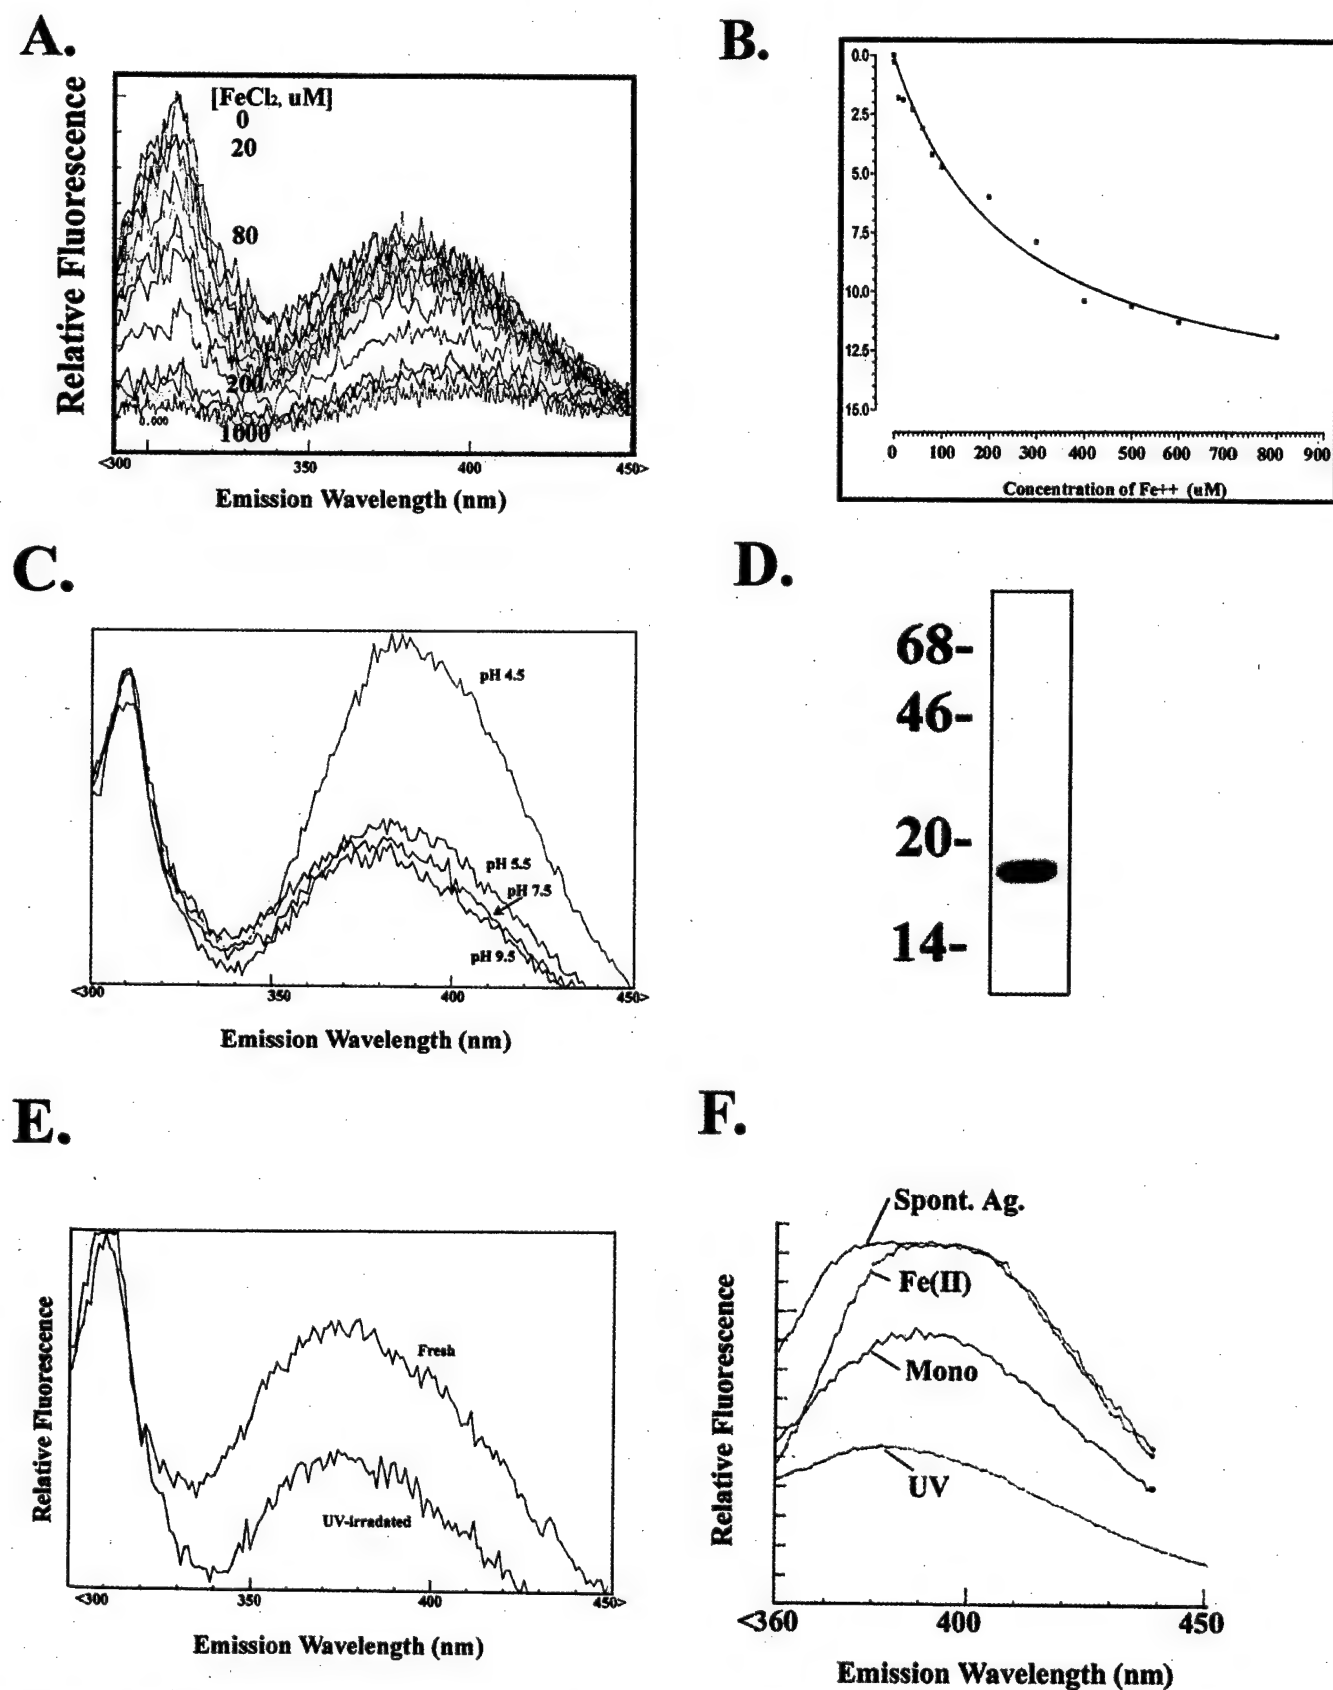 A.
[FeCl₂, uM]
0
20
80
200
1000
0.000
Relative Fluorescence
<300 350 400 450>
Emission Wavelength (nm)
B.
0.0
2.5
5.0
7.5
10.0
12.5
15.0
0 100 200 300 400 500 600 700 800 900
Concentration of Fe++ (uM)
C.
pH 4.5
pH 5.5
pH 7.5
pH 9.5
<300 350 400 450>
Emission Wavelength (nm)
D.
68-
46-
20-
14-
E.
Fresh
UV-irradated
Relative Fluorescence
<300 350 400 450>
Emission Wavelength (nm)
F.
Spont. Ag.
Fe(II)
Mono
UV
Relative Fluorescence
<360 400 450
Emission Wavelength (nm)